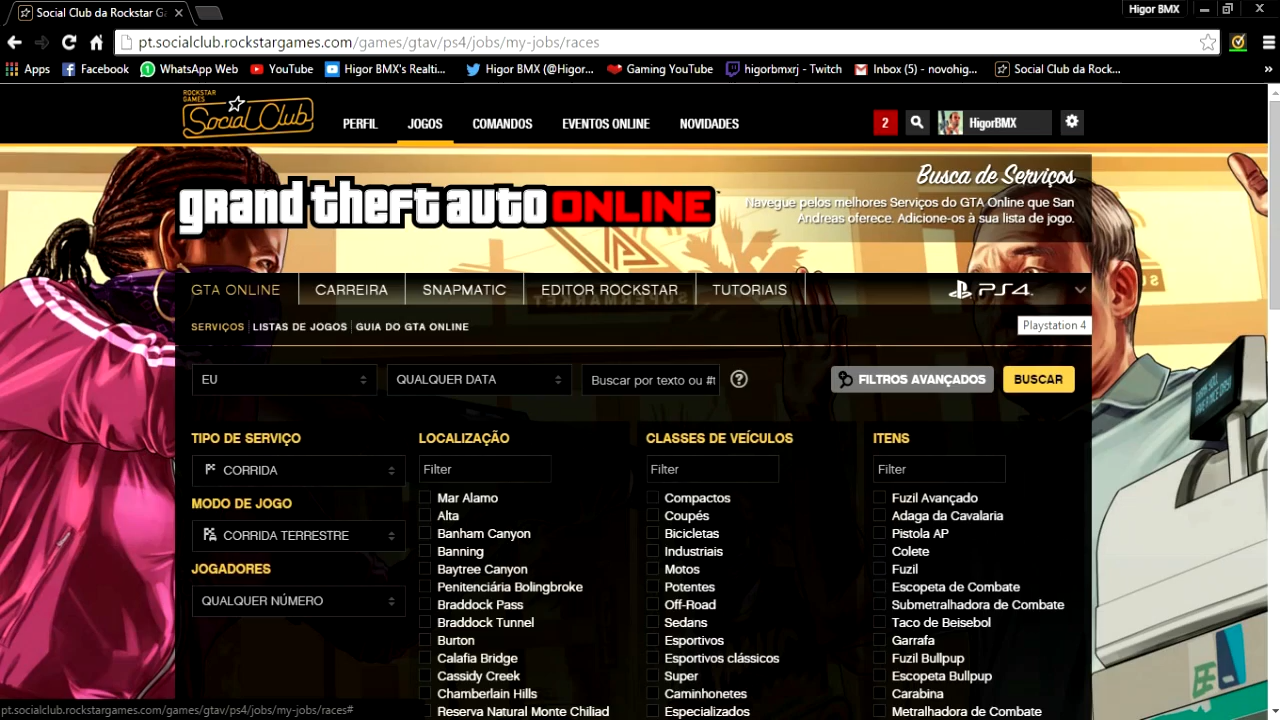 Social Club da Rockstar Ga
Higor BMX
pt.socialclub.rockstargames.com/games/gtav/ps4/jobs/my-jobs/races
Apps Facebook WhatsApp Web YouTube Higor BMX's Realti... Higor BMX (@Higor... Gaming YouTube higorbmxrj - Twitch Inbox (5) - novohig... Social Club da Rock... »
ROCKSTAR
GAMES
Social Club
PERFIL JOGOS COMANDOS EVENTOS ONLINE NOVIDADES
2 HigorBMX
Busca de Serviços
grand theft auto ONLINE
Navegue pelos melhores Serviços do GTA Online que San
Andreas oferece. Adicione-os à sua lista de jogo.
GTA ONLINE CARREIRA SNAPMATIC EDITOR ROCKSTAR TUTORIAIS PS4
SERVIÇOS LISTAS DE JOGOS GUIA DO GTA ONLINE
Playstation 4
EU QUALQUER DATA Buscar por texto ou #t ? FILTROS AVANÇADOS BUSCAR
TIPO DE SERVIÇO
CORRIDA
MODO DE JOGO
CORRIDA TERRESTRE
JOGADORES
QUALQUER NÚMERO
LOCALIZAÇÃO
Filter
Mar Alamo
Alta
Banham Canyon
Banning
Baytree Canyon
Penitenciária Bolingbroke
Braddock Pass
Braddock Tunnel
Burton
Calafia Bridge
Cassidy Creek
Chamberlain Hills
Reserva Natural Monte Chiliad
CLASSES DE VEÍCULOS
Filter
Compactos
Coupés
Bicicletas
Industriais
Motos
Potentes
Off-Road
Sedans
Esportivos
Esportivos clássicos
Super
Caminhonetes
Especializados
ITENS
Filter
Fuzil Avançado
Adaga da Cavalaria
Pistola AP
Colete
Fuzil
Escopeta de Combate
Submetralhadora de Combate
Taco de Beisebol
Garrafa
Fuzil Bullpup
Escopeta Bullpup
Carabina
Metralhadora de Combate
pt.socialclub.rockstargames.com/games/gtav/ps4/jobs/my-jobs/races#